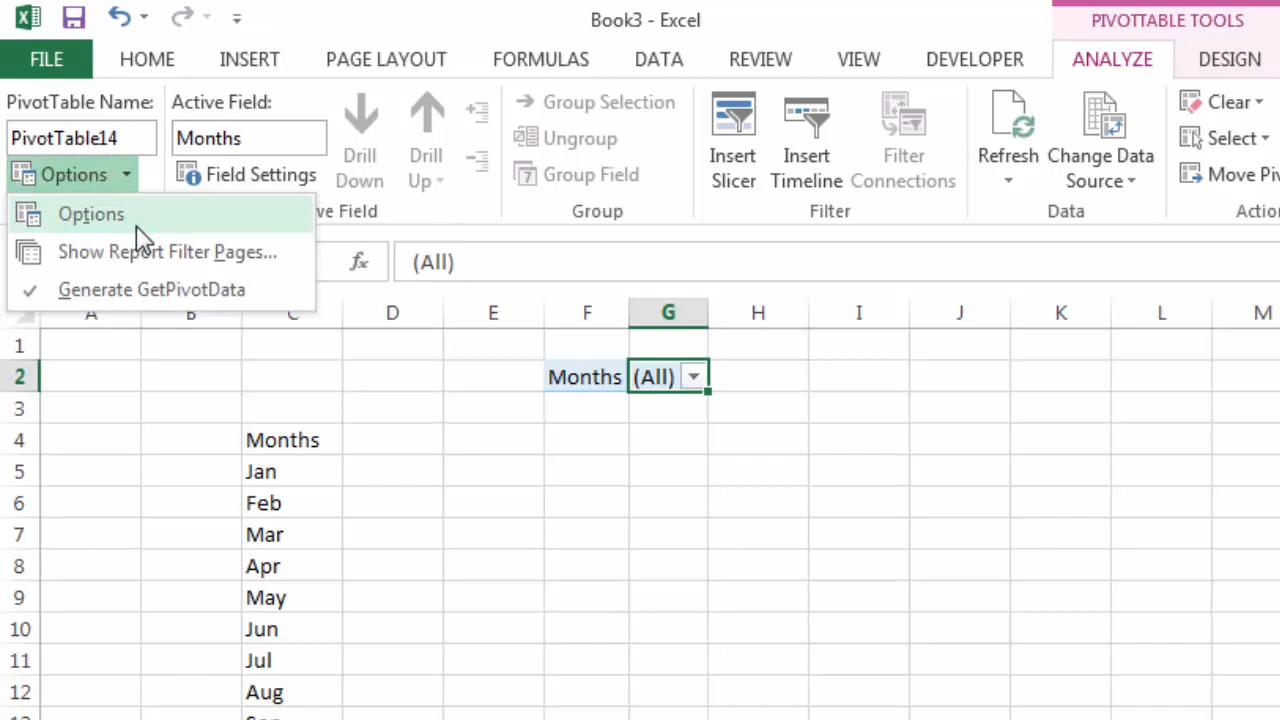 Book3 - Excel
PIVOTTABLE TOOLS
FILE HOME INSERT PAGE LAYOUT FORMULAS DATA REVIEW VIEW DEVELOPER ANALYZE DESIGN
PivotTable Name:
PivotTable14
Options
Active Field:
Months
Field Settings
Drill Down
Drill Up
ve Field
Group Selection
Ungroup
Group Field
Group
Insert Slicer
Insert Timeline
Filter Connections
Filter
Refresh
Change Data Source
Data
Clear
Select
Move Piv
Action
Options
Show Report Filter Pages...
Generate GetPivotData
fx (All)
A B C D E F G H I J K L M
1
2 Months (All)
3
4 Months
5 Jan
6 Feb
7 Mar
8 Apr
9 May
10 Jun
11 Jul
12 Aug